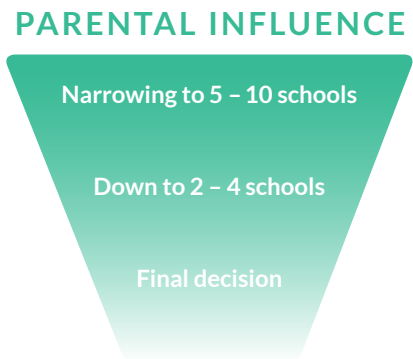 PARENTAL INFLUENCE
Narrowing to 5 – 10 schools
Down to 2 – 4 schools
Final decision